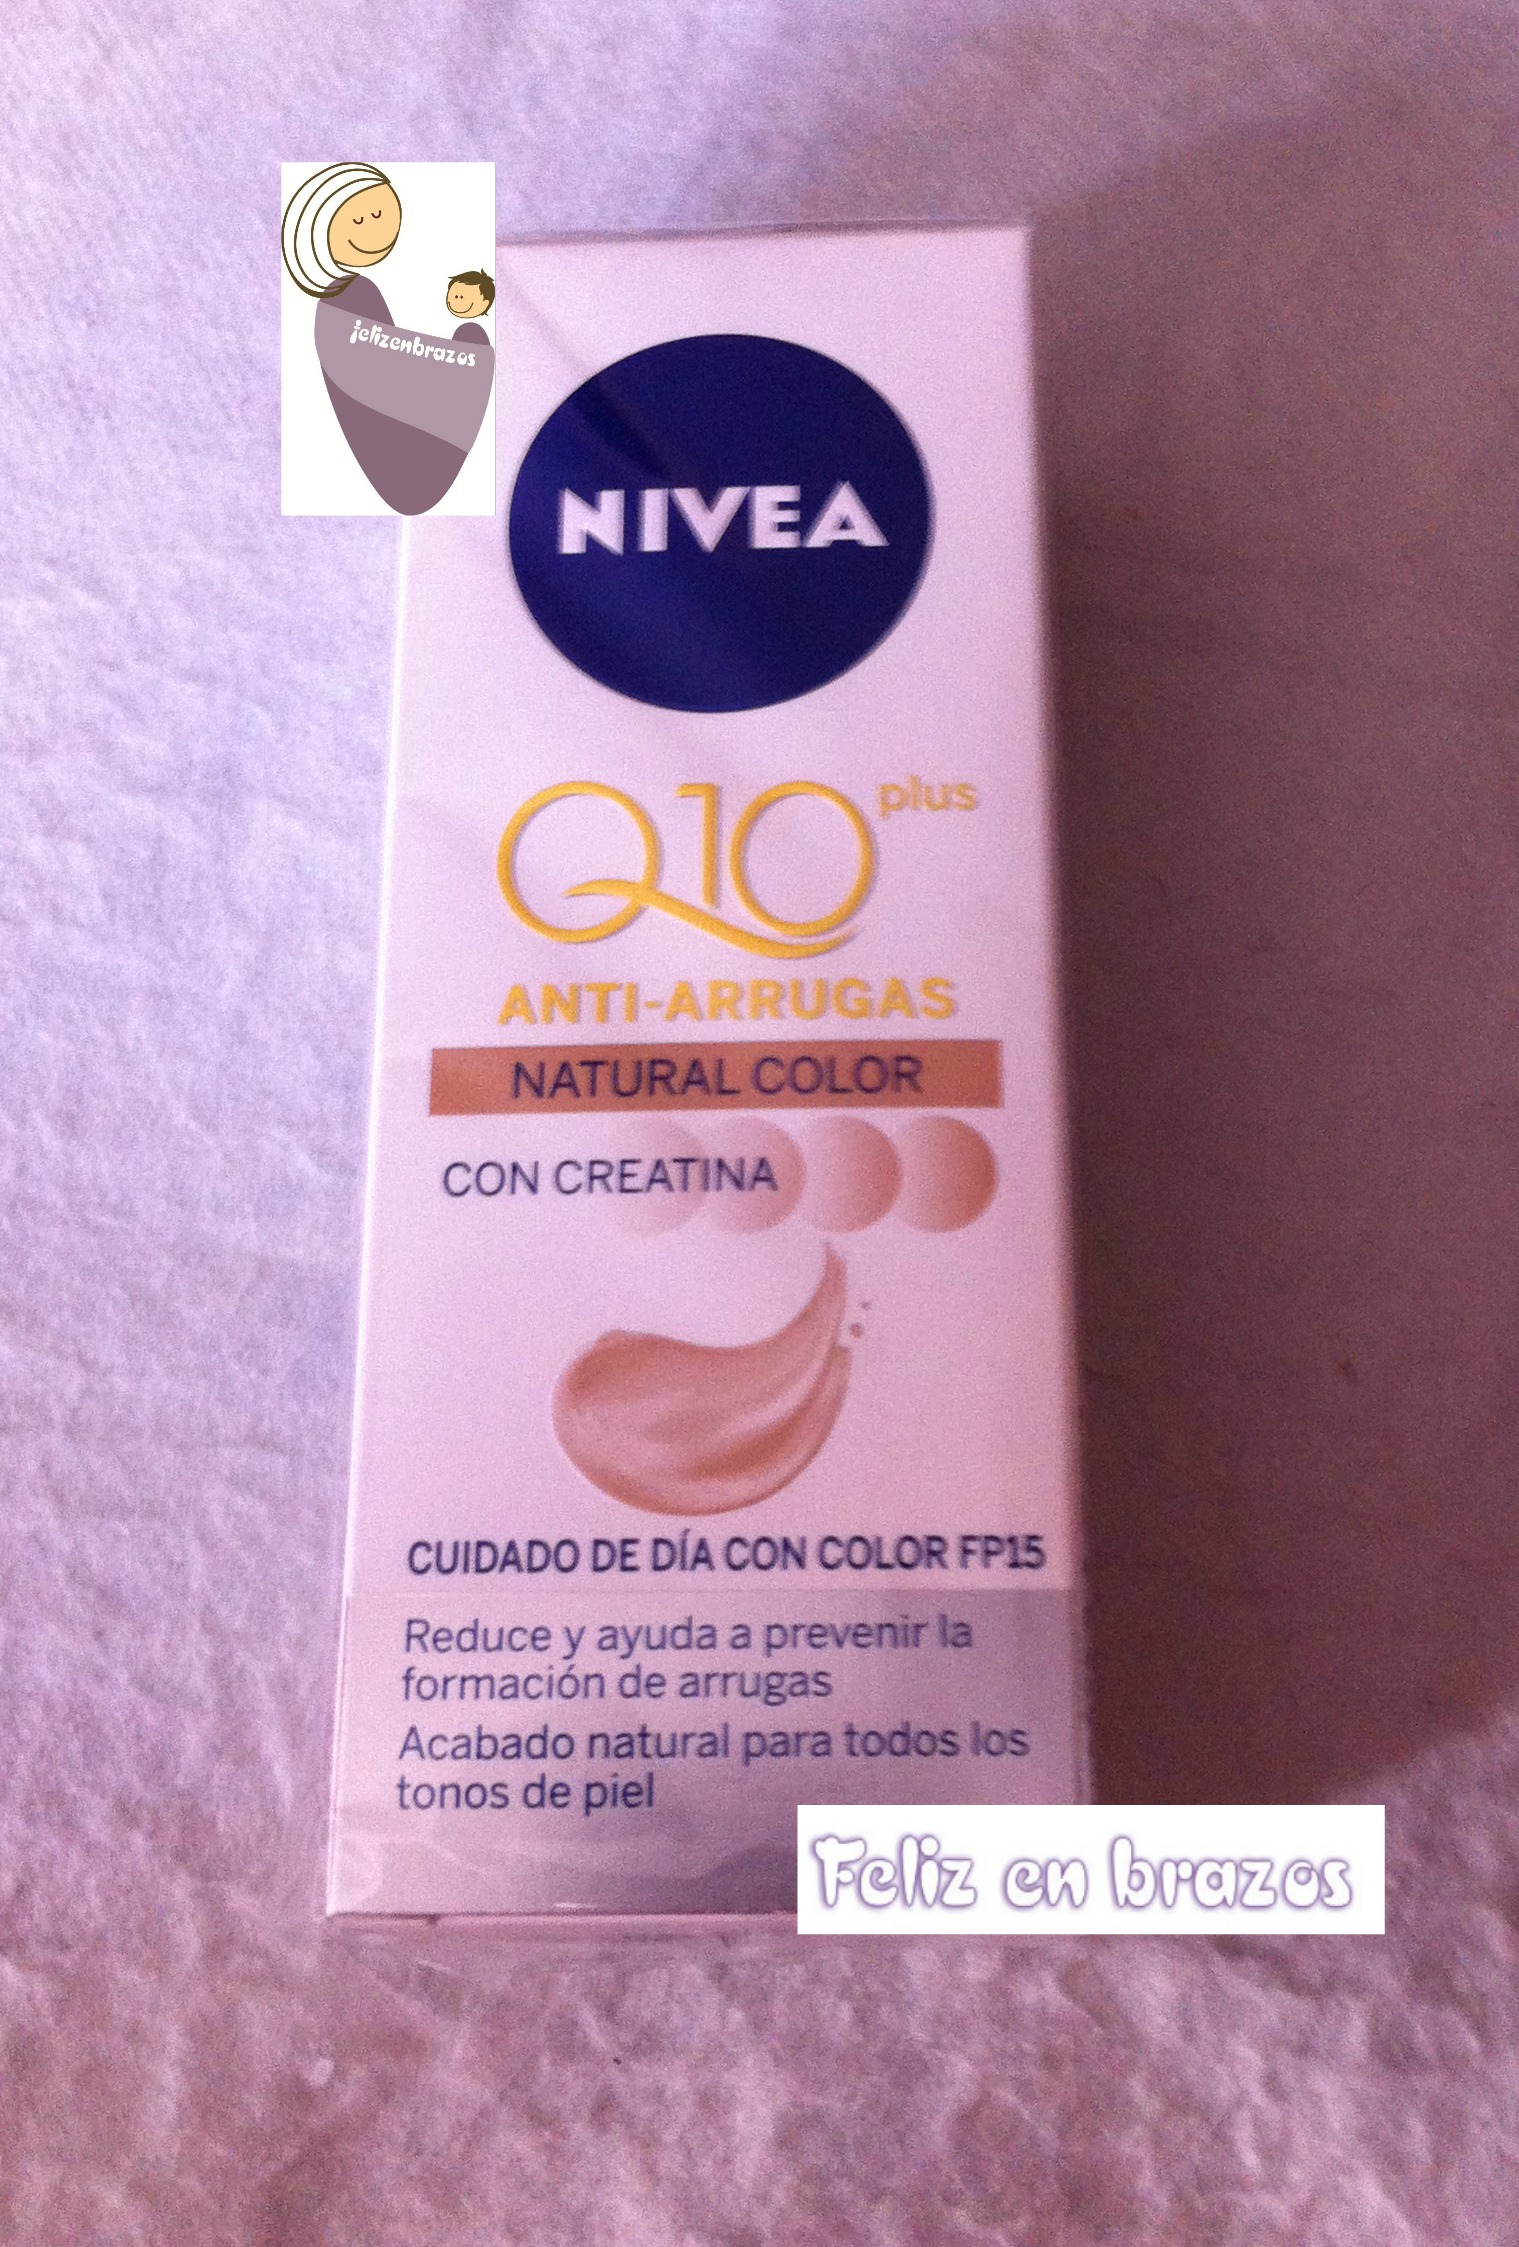 felizenbrazos
NIVEA
Q10 plus
ANTI-ARRUGAS
NATURAL COLOR
CON CREATINA
CUIDADO DE DÍA CON COLOR FP15
Reduce y ayuda a prevenir la
formación de arrugas
Acabado natural para todos los
tonos de piel
Feliz en brazos